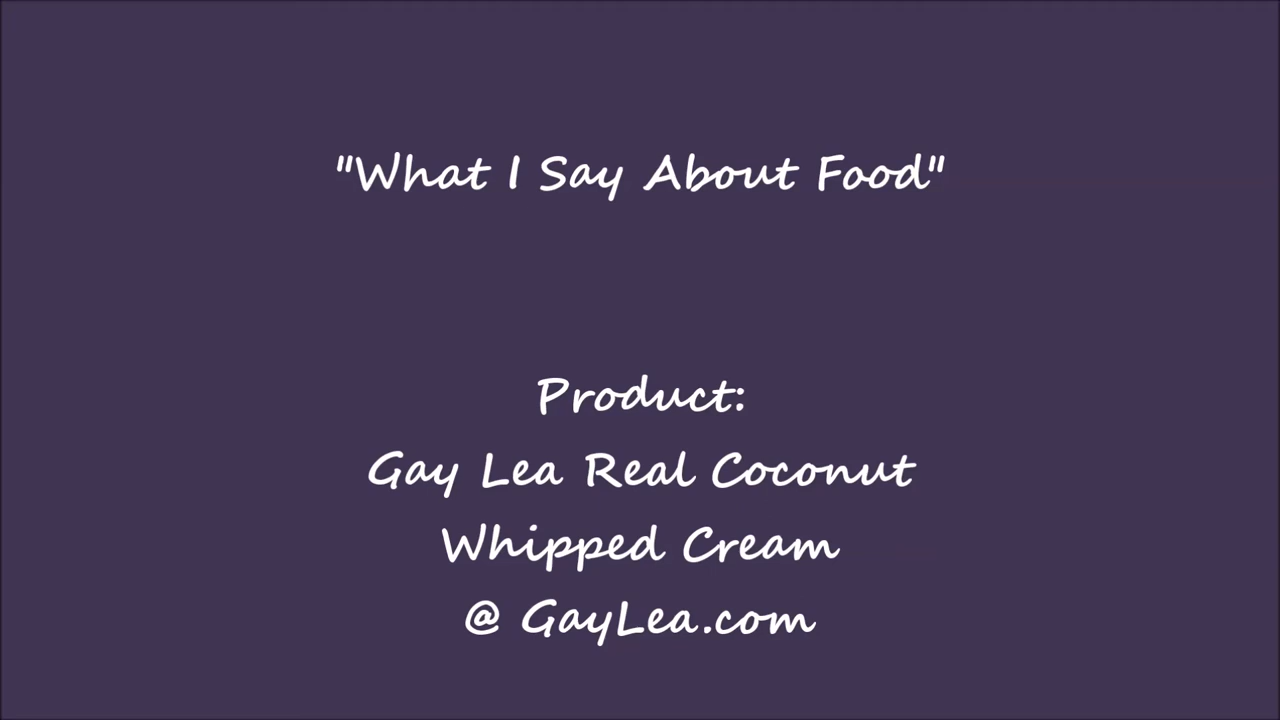 "What I Say About Food"
Product:
Gay Lea Real Coconut
Whipped Cream
@ GayLea.com